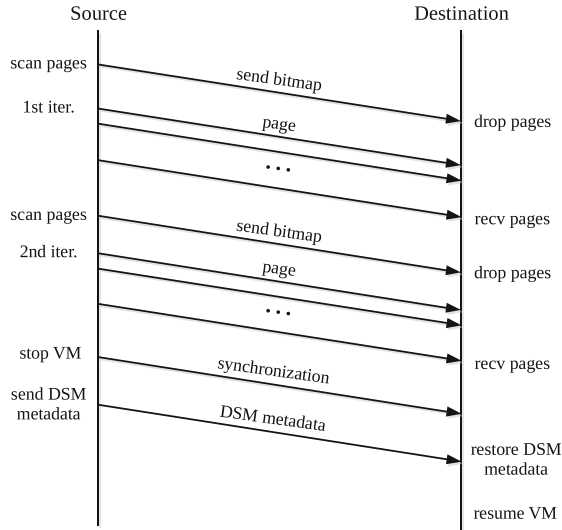 Source
Destination
scan pages
send bitmap
1st iter.
page
drop pages
...
scan pages
recv pages
send bitmap
2nd iter.
page
drop pages
...
stop VM
recv pages
synchronization
send DSM
metadata
DSM metadata
restore DSM
metadata
resume VM